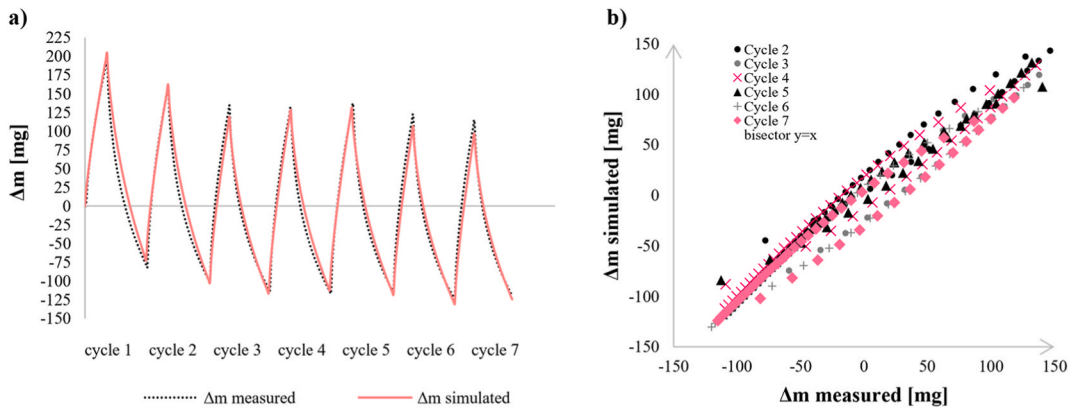 a)
Δm [mg]
225
200
175
150
125
100
75
50
25
0
-25
-50
-75
-100
-125
-150
cycle 1 cycle 2 cycle 3 cycle 4 cycle 5 cycle 6 cycle 7
Δm measured Δm simulated
b)
Δm simulated [mg]
150
100
50
0
-50
-100
-150
Cycle 2
Cycle 3
Cycle 4
Cycle 5
Cycle 6
Cycle 7
bisector y=x
-150 -100 -50 0 50 100 150
Δm measured [mg]